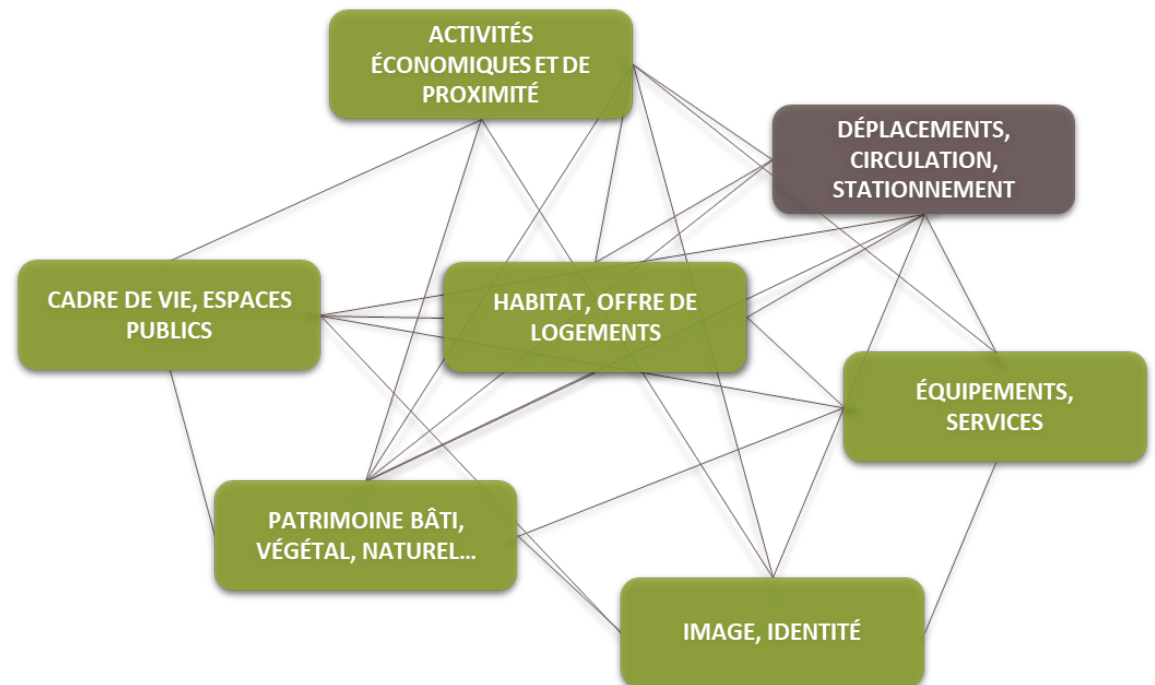 ACTIVITÉS
ÉCONOMIQUES ET DE
PROXIMITÉ
DÉPLACEMENTS,
CIRCULATION,
STATIONNEMENT
CADRE DE VIE, ESPACES
PUBLICS
HABITAT, OFFRE DE
LOGEMENTS
ÉQUIPEMENTS,
SERVICES
PATRIMOINE BÂTI,
VÉGÉTAL, NATUREL…
IMAGE, IDENTITÉ